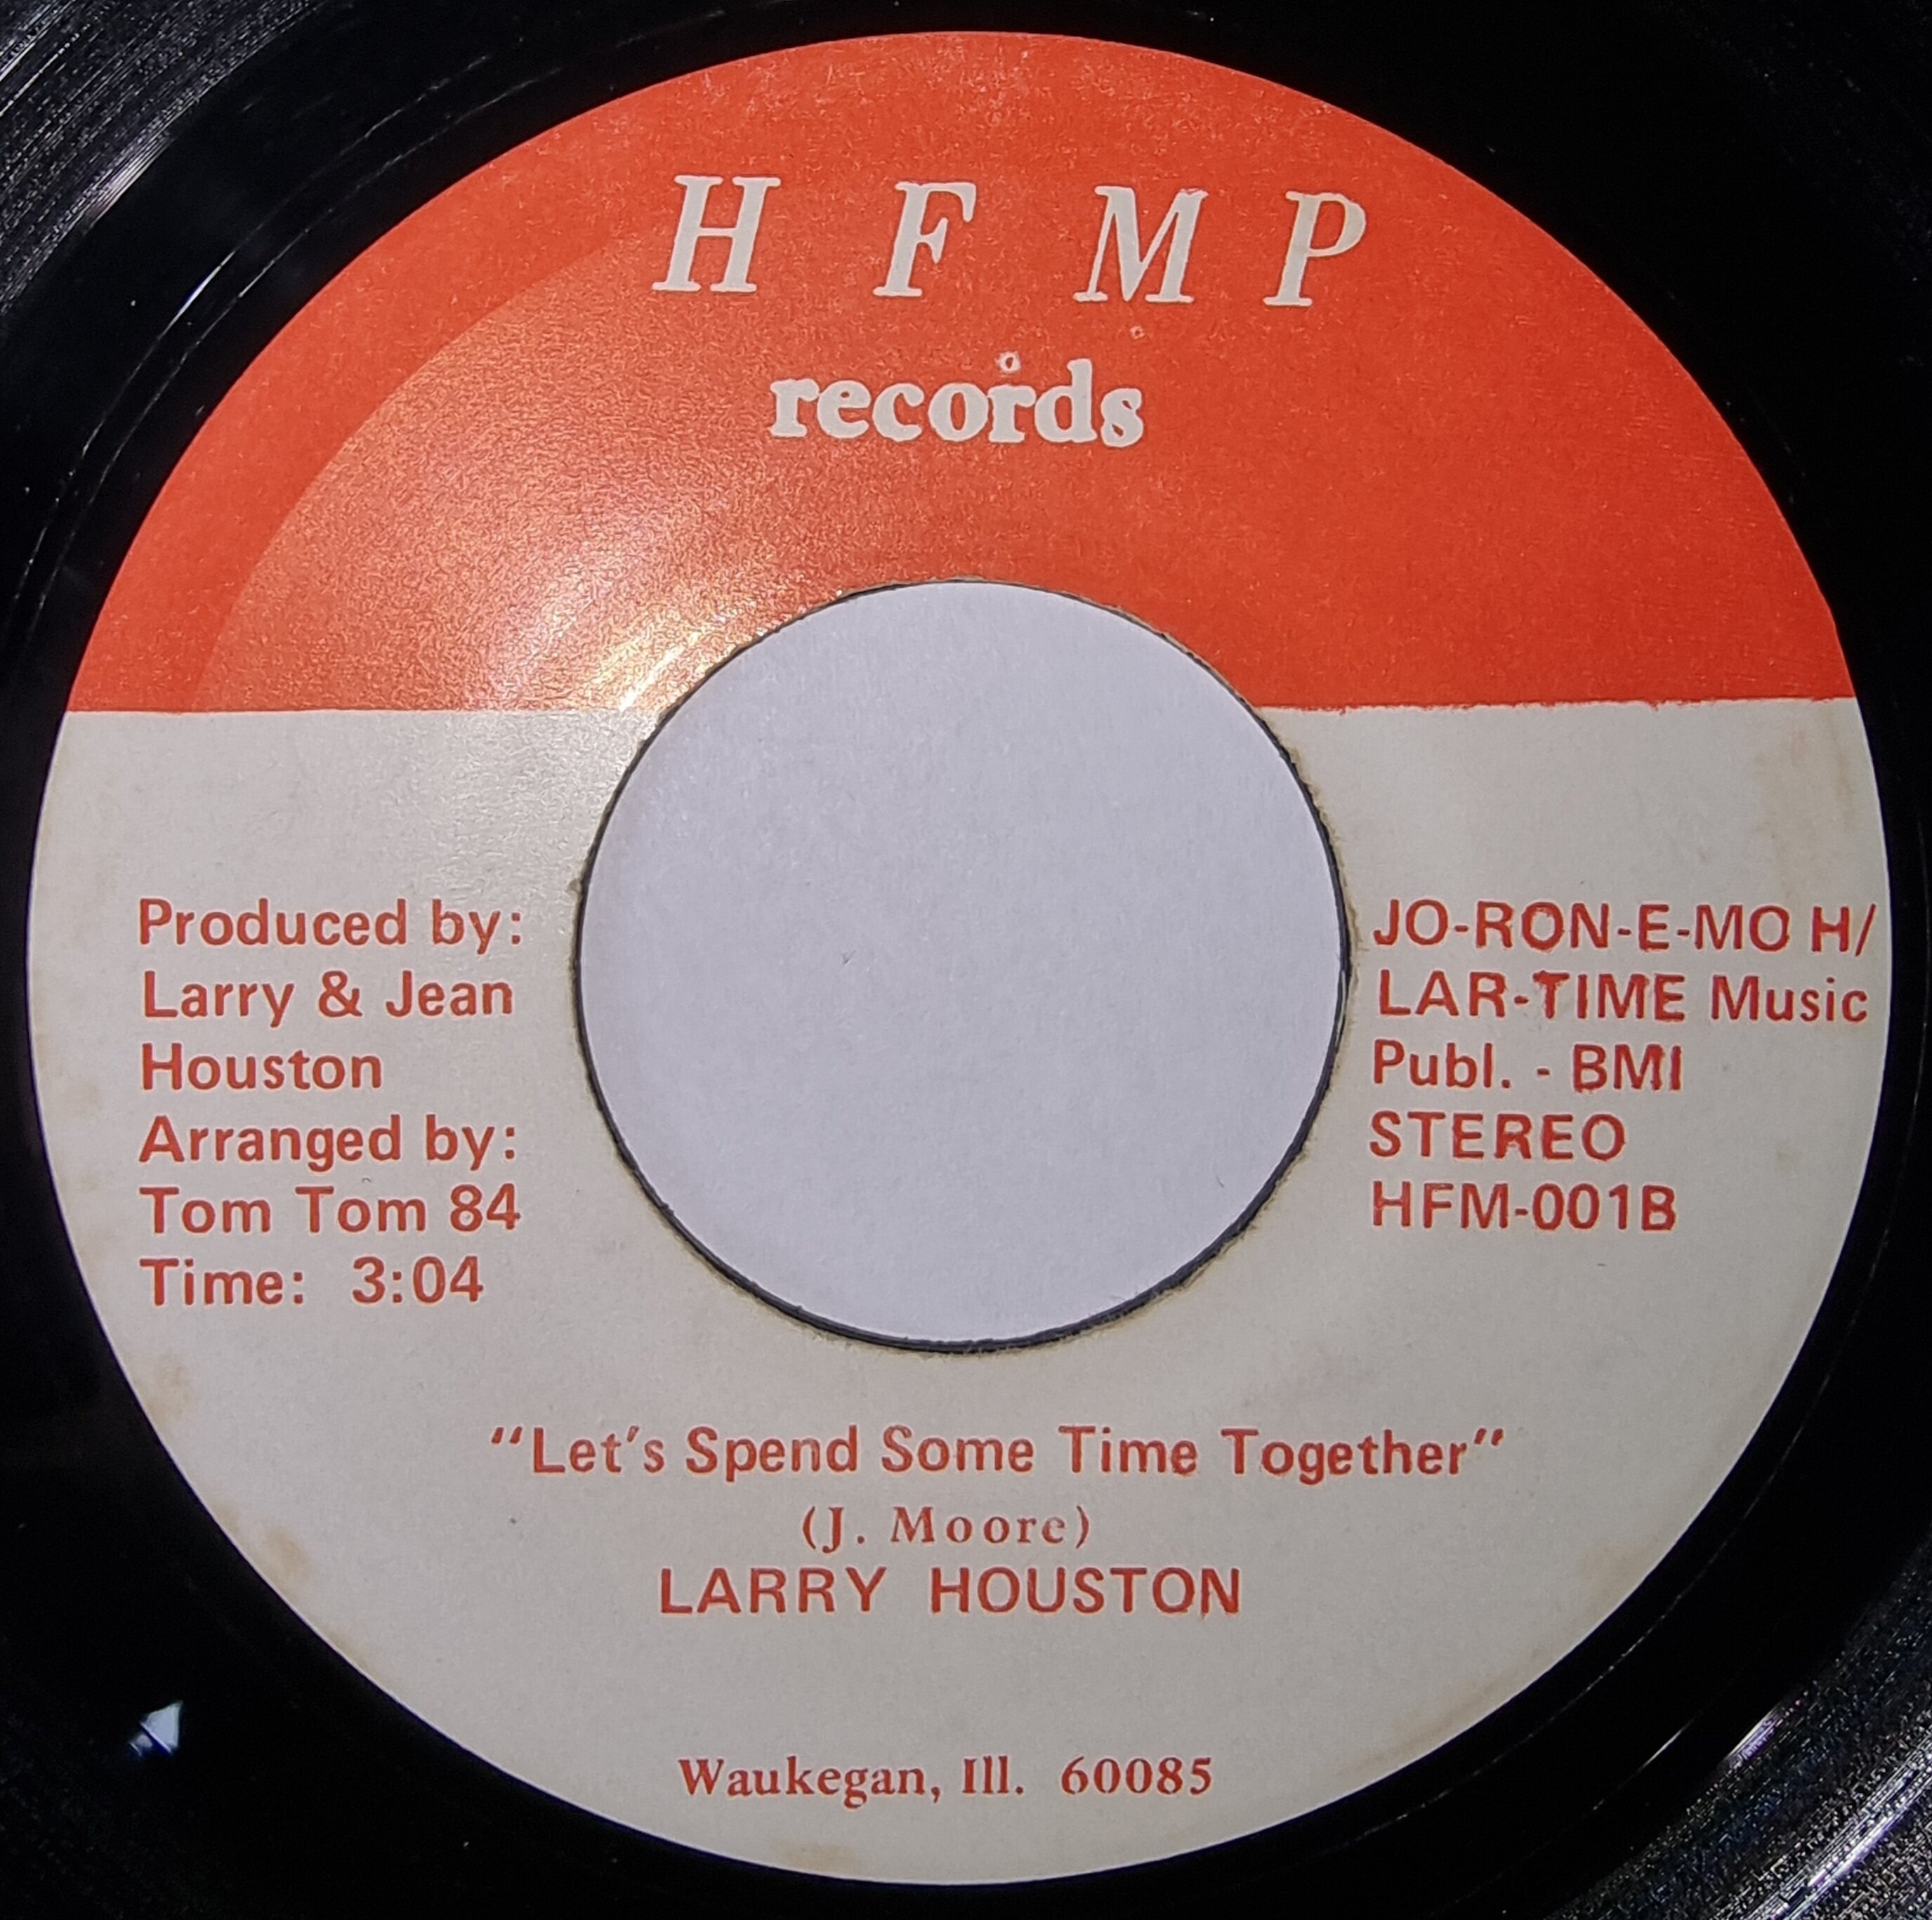 H F M P
records
Produced by:
Larry & Jean
Houston
Arranged by:
Tom Tom 84
Time: 3:04
JO-RON-E-MO H/
LAR-TIME Music
Publ. - BMI
STEREO
HFM-001B
"Let's Spend Some Time Together"
(J. Moore)
LARRY HOUSTON
Waukegan, Ill. 60085